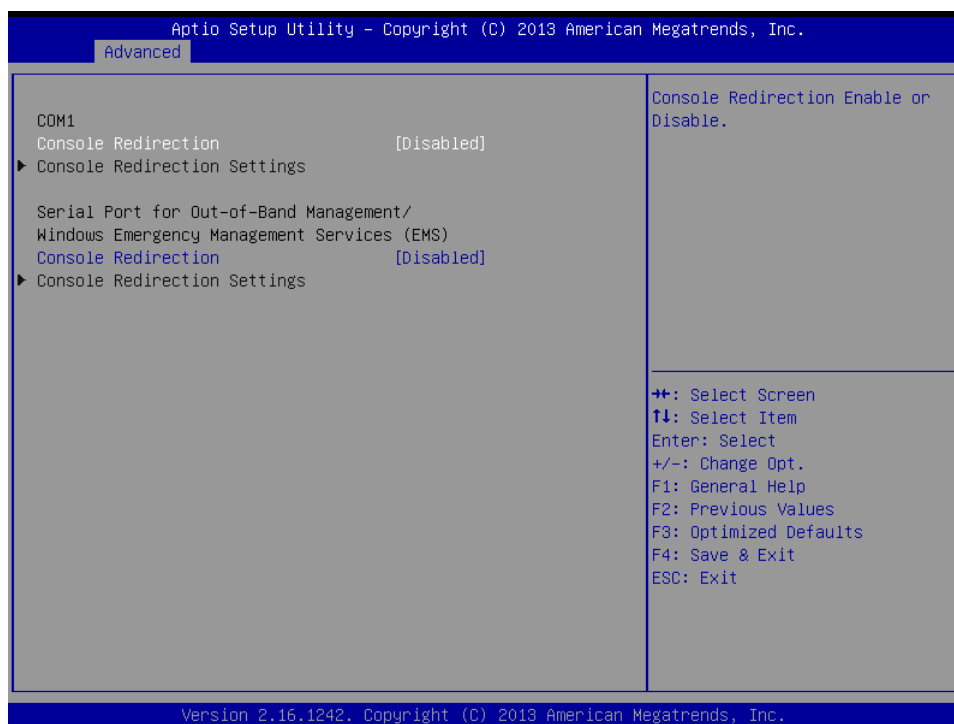 Aptio Setup Utility – Copyright (C) 2013 American Megatrends, Inc.
Advanced
COM1
Console Redirection [Disabled]
Console Redirection Settings
Serial Port for Out-of-Band Management/
Windows Emergency Management Services (EMS)
Console Redirection [Disabled]
Console Redirection Settings
Console Redirection Enable or
Disable.
→←: Select Screen
↑↓: Select Item
Enter: Select
+/-: Change Opt.
F1: General Help
F2: Previous Values
F3: Optimized Defaults
F4: Save & Exit
ESC: Exit
Version 2.16.1242. Copyright (C) 2013 American Megatrends, Inc.